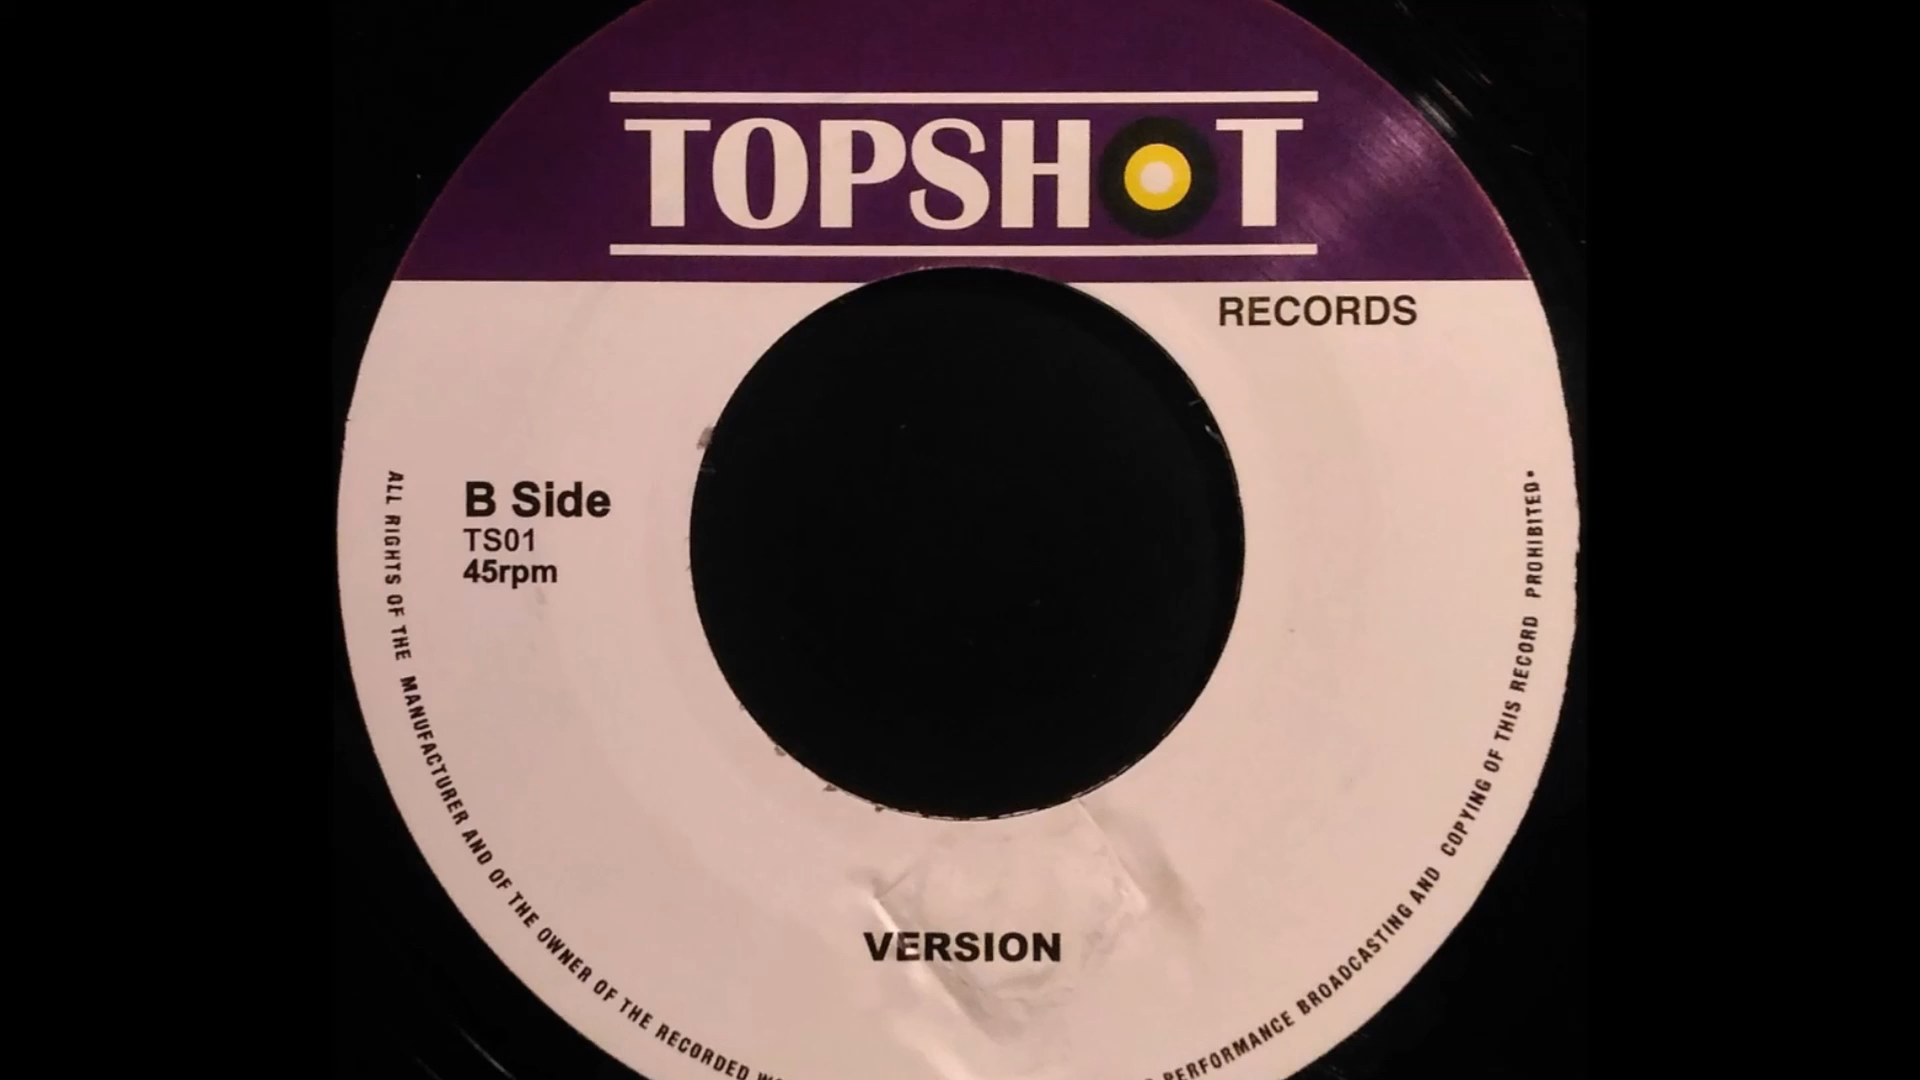 TOPSHOT
RECORDS
B Side
TS01
45rpm
VERSION
ALL RIGHTS OF THE MANUFACTURER AND OF THE OWNER OF THE RECORDED
PERFORMANCE BROADCASTING AND COPYING OF THIS RECORD PROHIBITED•